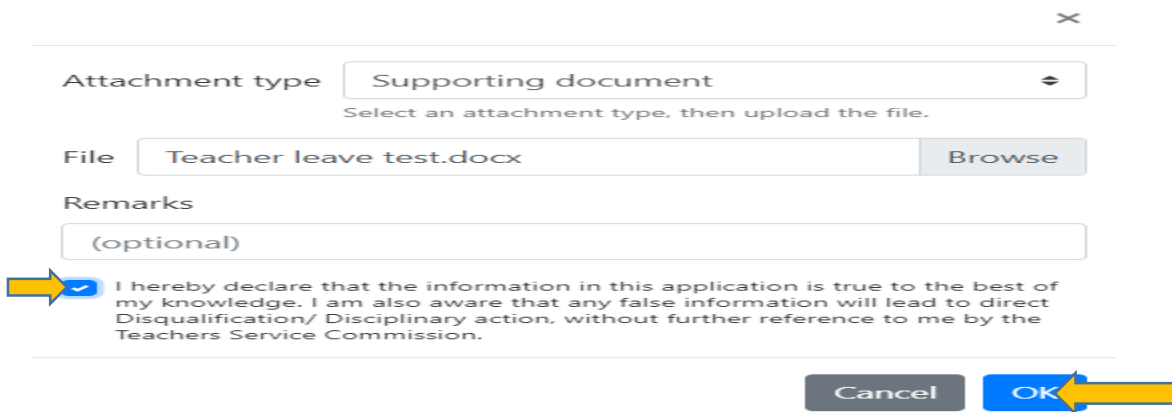 ×
Attachment type Supporting document
Select an attachment type, then upload the file.
File Teacher leave test.docx Browse
Remarks
(optional)
I hereby declare that the information in this application is true to the best of
my knowledge. I am also aware that any false information will lead to direct
Disqualification/ Disciplinary action, without further reference to me by the
Teachers Service Commission.
Cancel OK